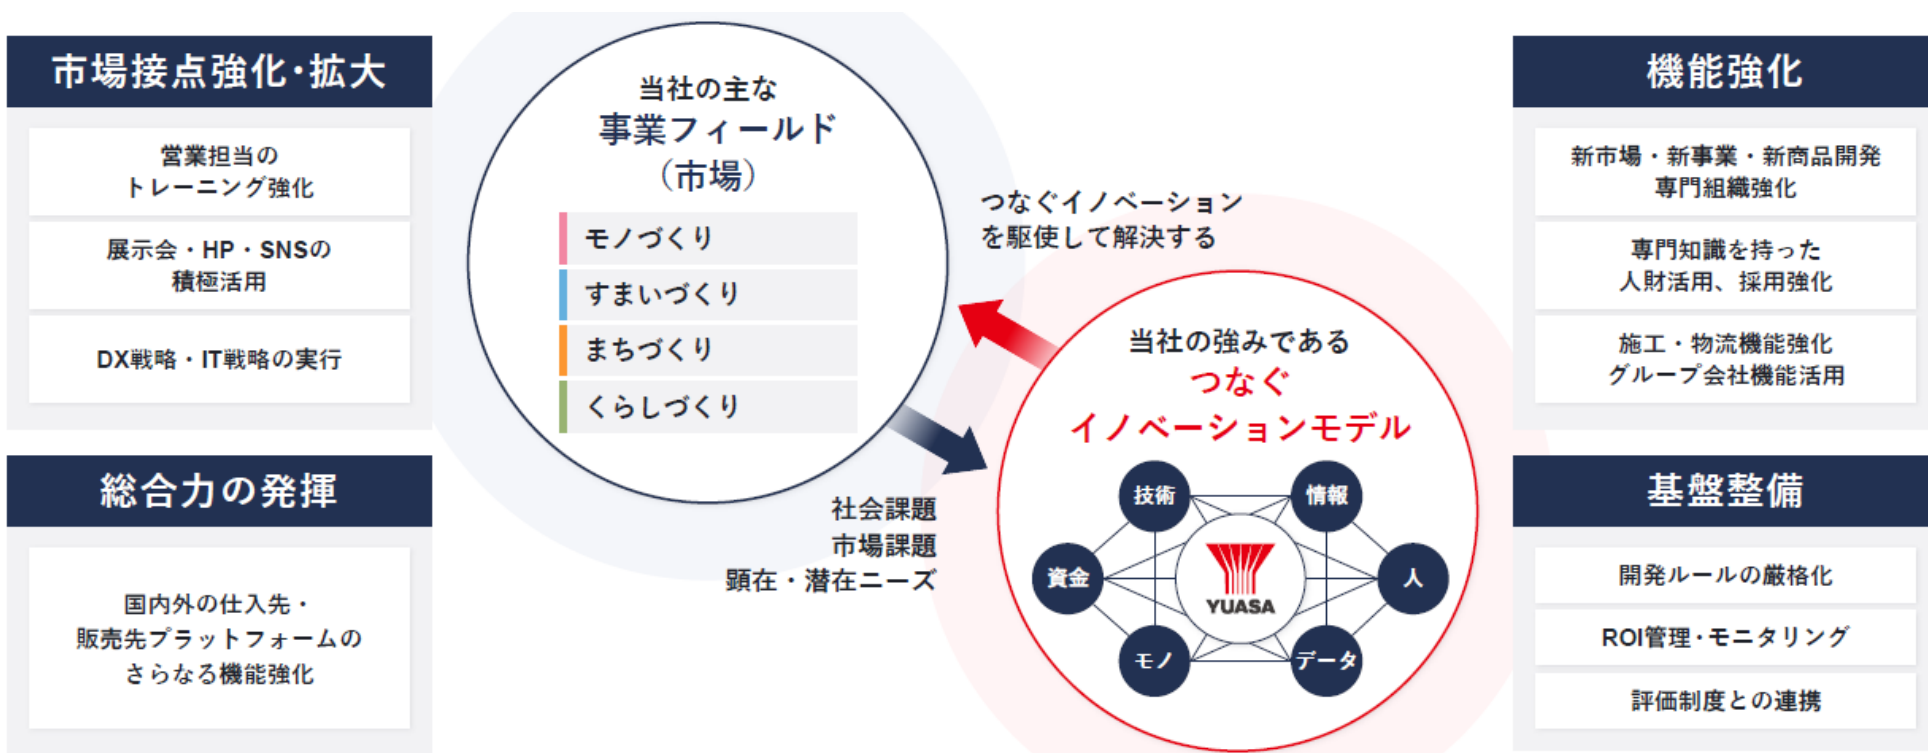 市場接点強化･拡大
営業担当の
トレーニング強化
展示会・HP・SNSの
積極活用
DX戦略・IT戦略の実行
総合力の発揮
国内外の仕入先・
販売先プラットフォームの
さらなる機能強化
当社の主な
事業フィールド
（市場）
モノづくり
すまいづくり
まちづくり
くらしづくり
つなぐイノベーション
を駆使して解決する
社会課題
市場課題
顕在・潜在ニーズ
当社の強みである
つなぐ
イノベーションモデル
技術
情報
資金
YUASA
人
モノ
データ
機能強化
新市場・新事業・新商品開発
専門組織強化
専門知識を持った
人財活用、採用強化
施工・物流機能強化
グループ会社機能活用
基盤整備
開発ルールの厳格化
ROI管理･モニタリング
評価制度との連携